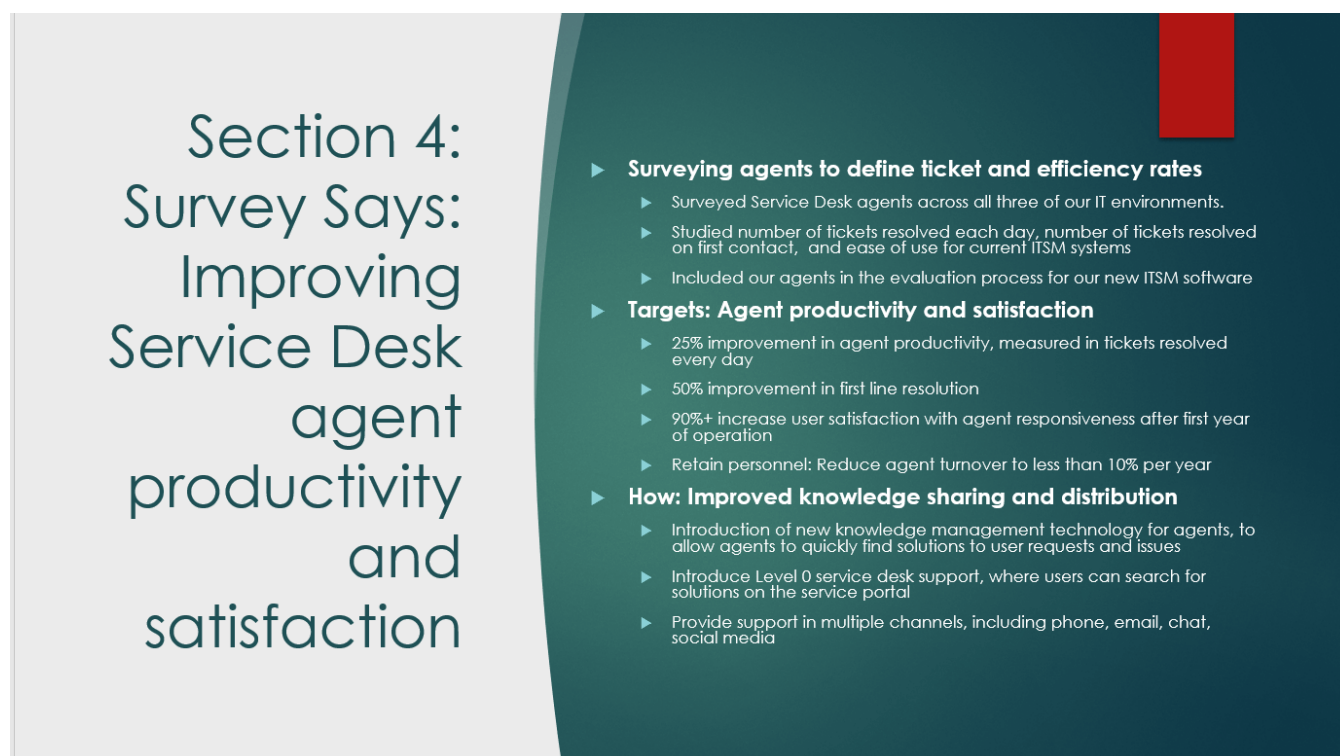 Section 4:
Survey Says:
Improving
Service Desk
agent
productivity
and
satisfaction
Surveying agents to define ticket and efficiency rates
Surveyed Service Desk agents across all three of our IT environments.
Studied number of tickets resolved each day, number of tickets resolved
on first contact,  and ease of use for current ITSM systems
Included our agents in the evaluation process for our new ITSM software
Targets: Agent productivity and satisfaction
25% improvement in agent productivity, measured in tickets resolved
every day
50% improvement in first line resolution
90%+ increase user satisfaction with agent responsiveness after first year
of operation
Retain personnel: Reduce agent turnover to less than 10% per year
How: Improved knowledge sharing and distribution
Introduction of new knowledge management technology for agents, to
allow agents to quickly find solutions to user requests and issues
Introduce Level 0 service desk support, where users can search for
solutions on the service portal
Provide support in multiple channels, including phone, email, chat,
social media